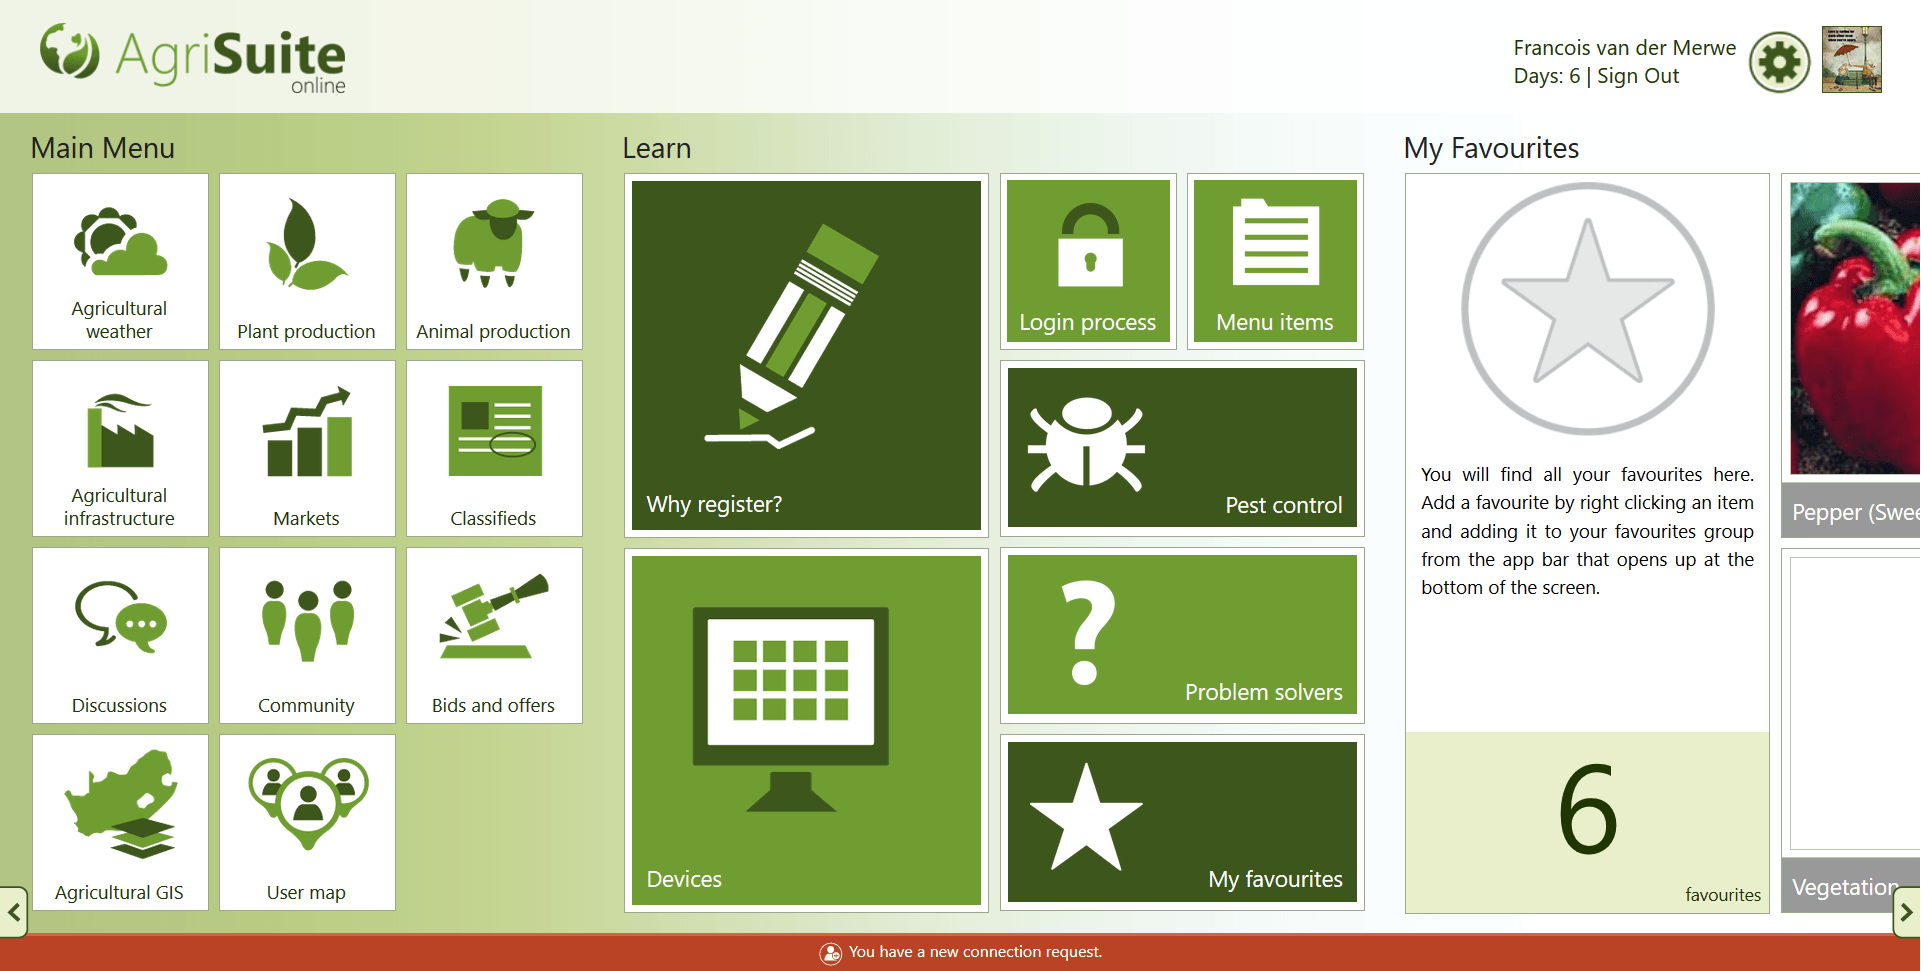 AgriSuite
online
Francois van der Merwe
Days: 6 | Sign Out
Main Menu
Agricultural
weather
Plant production
Animal production
Agricultural
infrastructure
Markets
Classifieds
Discussions
Community
Bids and offers
Agricultural GIS
User map
Learn
Why register?
Login process
Menu items
Pest control
Devices
Problem solvers
My favourites
My Favourites
You will find all your favourites here.
Add a favourite by right clicking an item
and adding it to your favourites group
from the app bar that opens up at the
bottom of the screen.
6
favourites
Pepper (Swee
Vegetation
You have a new connection request.